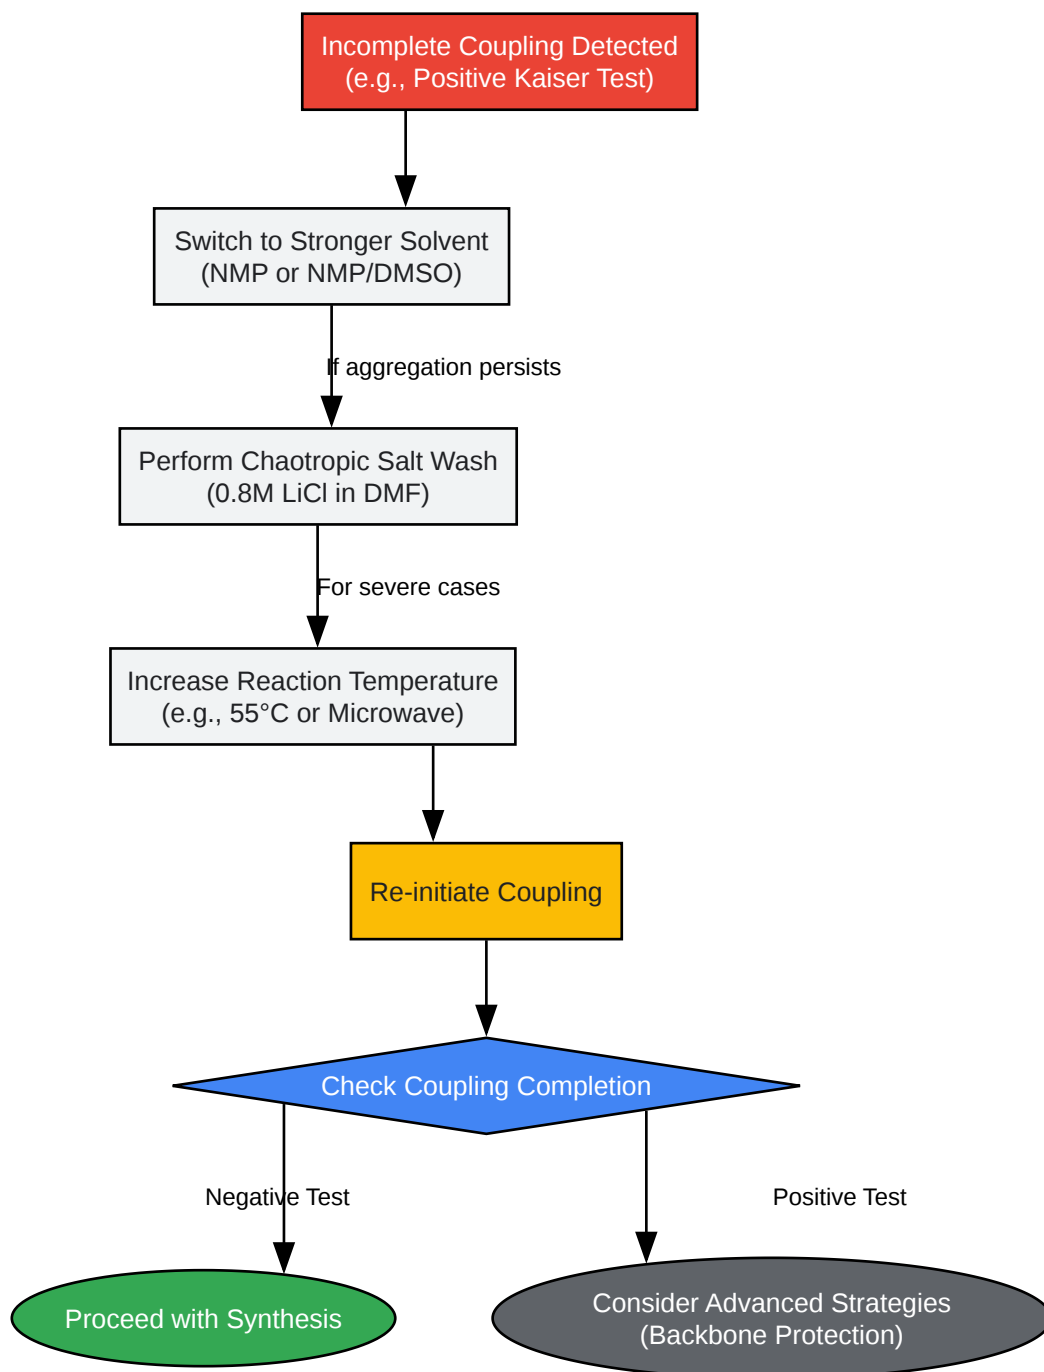 Incomplete Coupling Detected
(e.g., Positive Kaiser Test)
Switch to Stronger Solvent
(NMP or NMP/DMSO)
If aggregation persists
Perform Chaotropic Salt Wash
(0.8M LiCl in DMF)
For severe cases
Increase Reaction Temperature
(e.g., 55°C or Microwave)
Re-initiate Coupling
Check Coupling Completion
Negative Test
Positive Test
Proceed with Synthesis
Consider Advanced Strategies
(Backbone Protection)